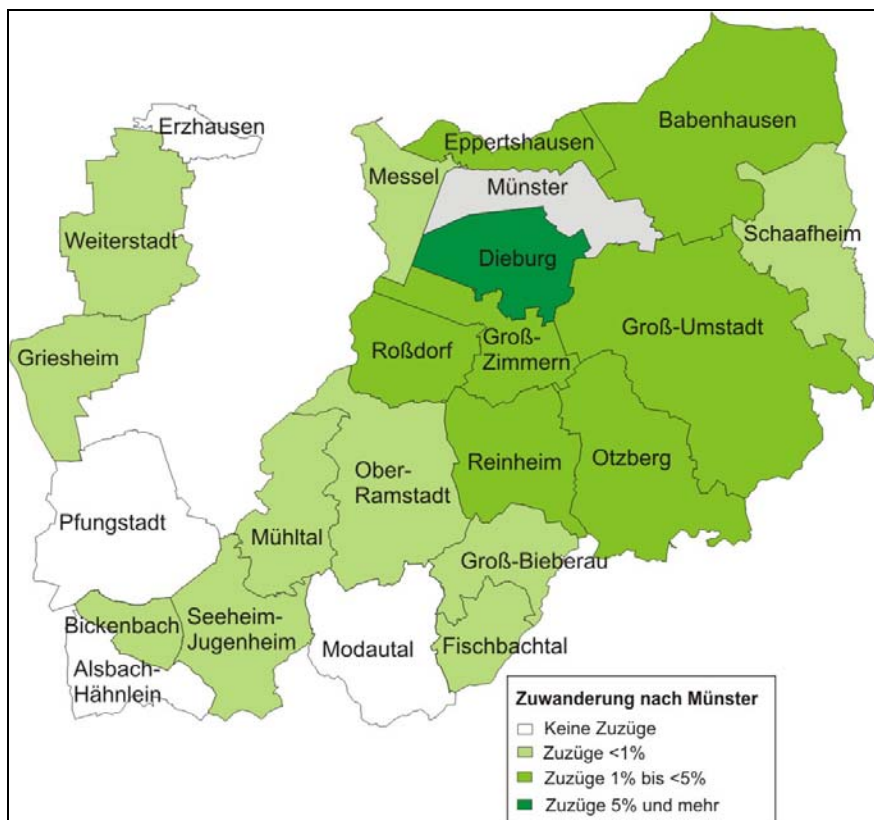 Babenhausen
Erzhausen
Eppertshausen
Messel
Münster
Weiterstadt
Schaafheim
Dieburg
Groß-Umstadt
Griesheim
Roßdorf
Groß-
Zimmern
Ober-
Ramstadt
Reinheim
Otzberg
Pfungstadt
Mühltal
Groß-Bieberau
Bickenbach
Seeheim-
Jugenheim
Modautal
Fischbachtal
Alsbach-
Hähnlein
Zuwanderung nach Münster
Keine Zuzüge
Zuzüge <1%
Zuzüge 1% bis <5%
Zuzüge 5% und mehr